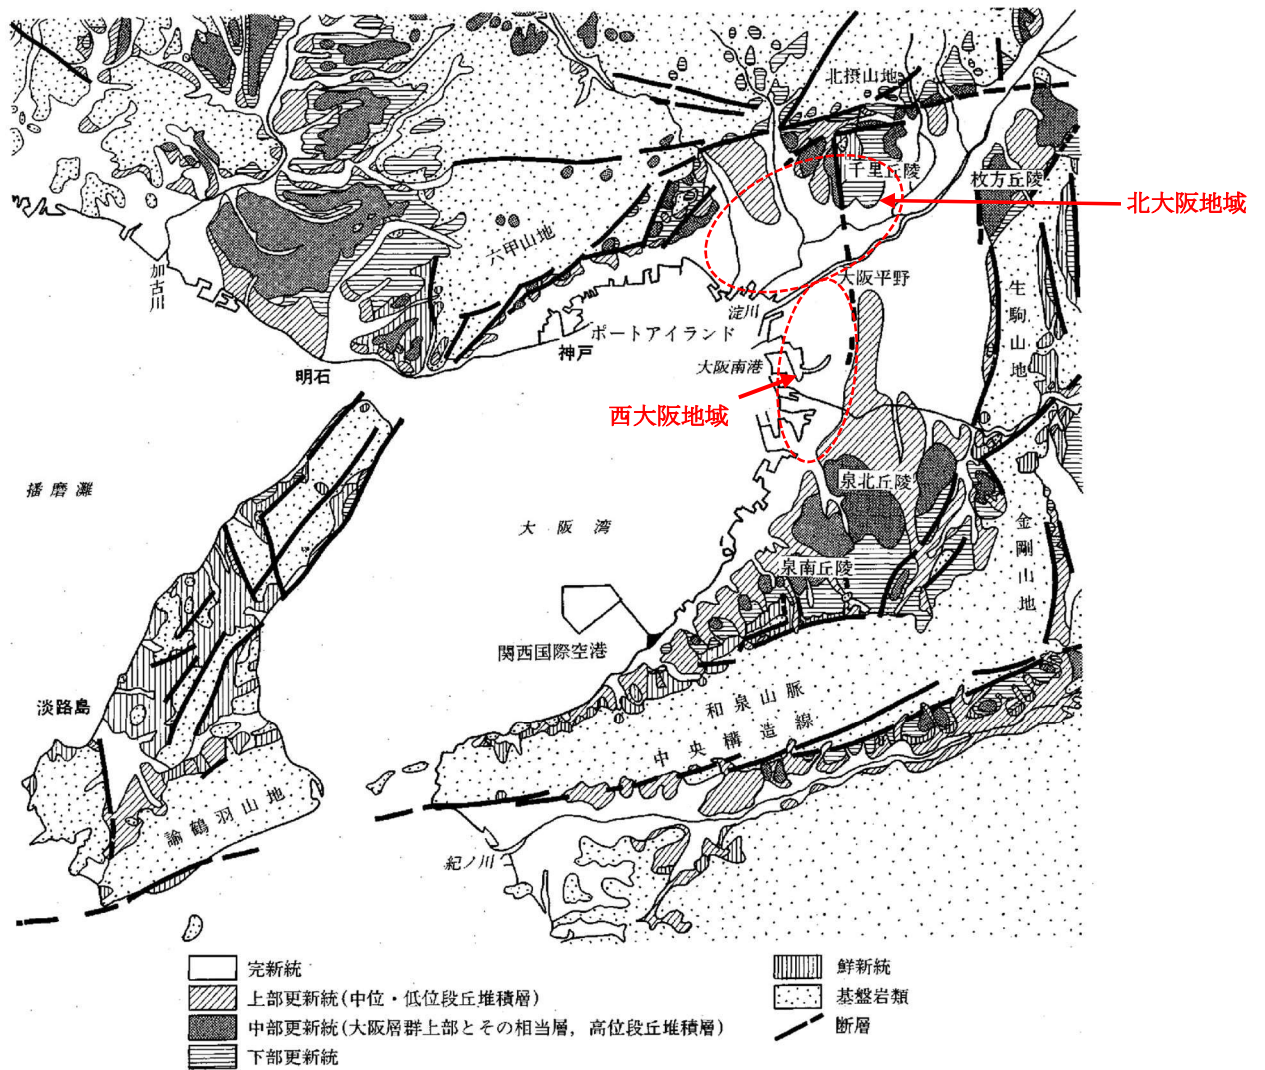 北摂山地
千里丘陵
枚方丘陵
北大阪地域
六甲山地
加古川
大阪平野
淀川
生駒山地
ポートアイランド
神戸
大阪南港
明石
西大阪地域
泉北丘陵
播磨灘
大阪湾
金剛山地
泉南丘陵
関西国際空港
淡路島
和泉山脈
中央構造線
諭鶴羽山地
紀ノ川
完新統
上部更新統(中位・低位段丘堆積層)
中部更新統(大阪層群上部とその相当層，高位段丘堆積層)
下部更新統
鮮新統
基盤岩類
断層